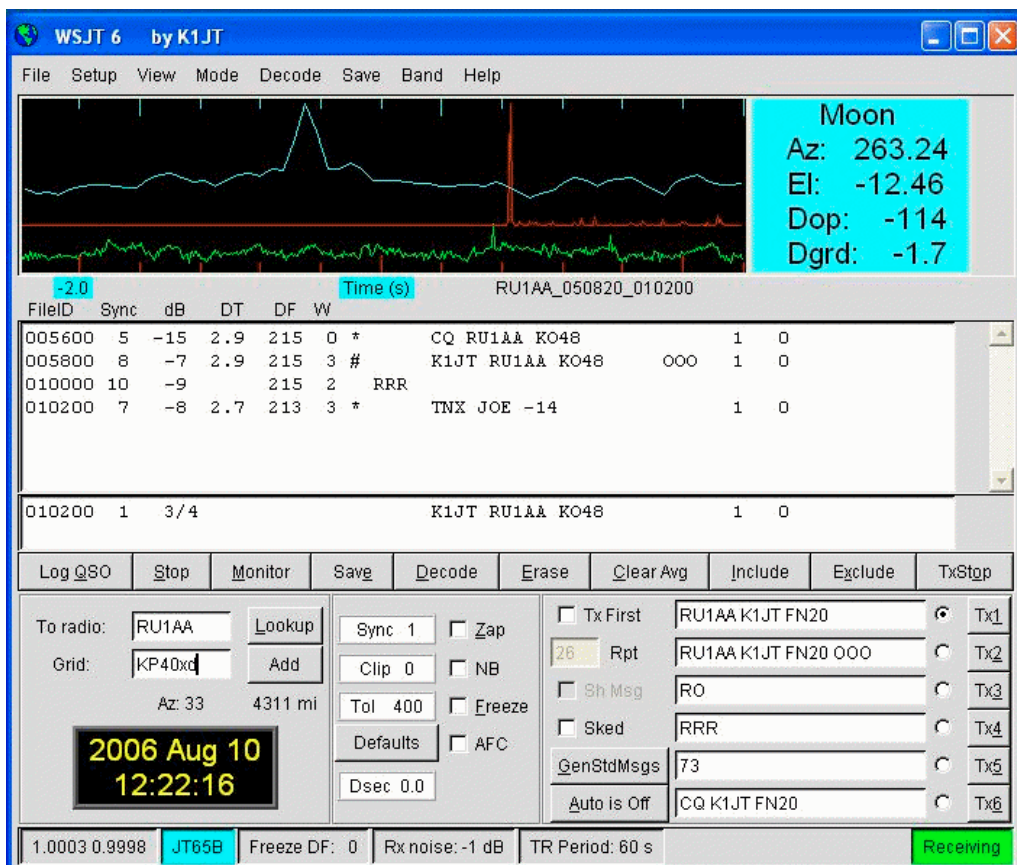 WSJT 6 by K1JT
File Setup View Mode Decode Save Band Help
Moon
Az: 263.24
El: -12.46
Dop: -114
Dgrd: -1.7
-2.0 Time (s) RU1AA_050820_010200
FileID Sync dB DT DF W
005600 5 -15 2.9 215 0 * CQ RU1AA KO48 1 0
005800 8 -7 2.9 215 3 # K1JT RU1AA KO48 OOO 1 0
010000 10 -9 215 2 RRR
010200 7 -8 2.7 213 3 * TNX JOE -14 1 0
010200 1 3/4 K1JT RU1AA KO48 1 0
Log QSO Stop Monitor Save Decode Erase Clear Avg Include Exclude TxStop
To radio: RU1AA Lookup
Grid: KP40xd Add
Az: 33 4311 mi
2006 Aug 10
12:22:16
Sync 1 Zap
Clip 0 NB
Tol 400 Freeze
Defaults AFC
Dsec 0.0
Tx First RU1AA K1JT FN20 Tx1
26 Rpt RU1AA K1JT FN20 OOO Tx2
Sh Msg RO Tx3
Sked RRR Tx4
GenStdMsgs 73 Tx5
Auto is Off CQ K1JT FN20 Tx6
1.0003 0.9998 JT65B Freeze DF: 0 Rx noise: -1 dB TR Period: 60 s Receiving